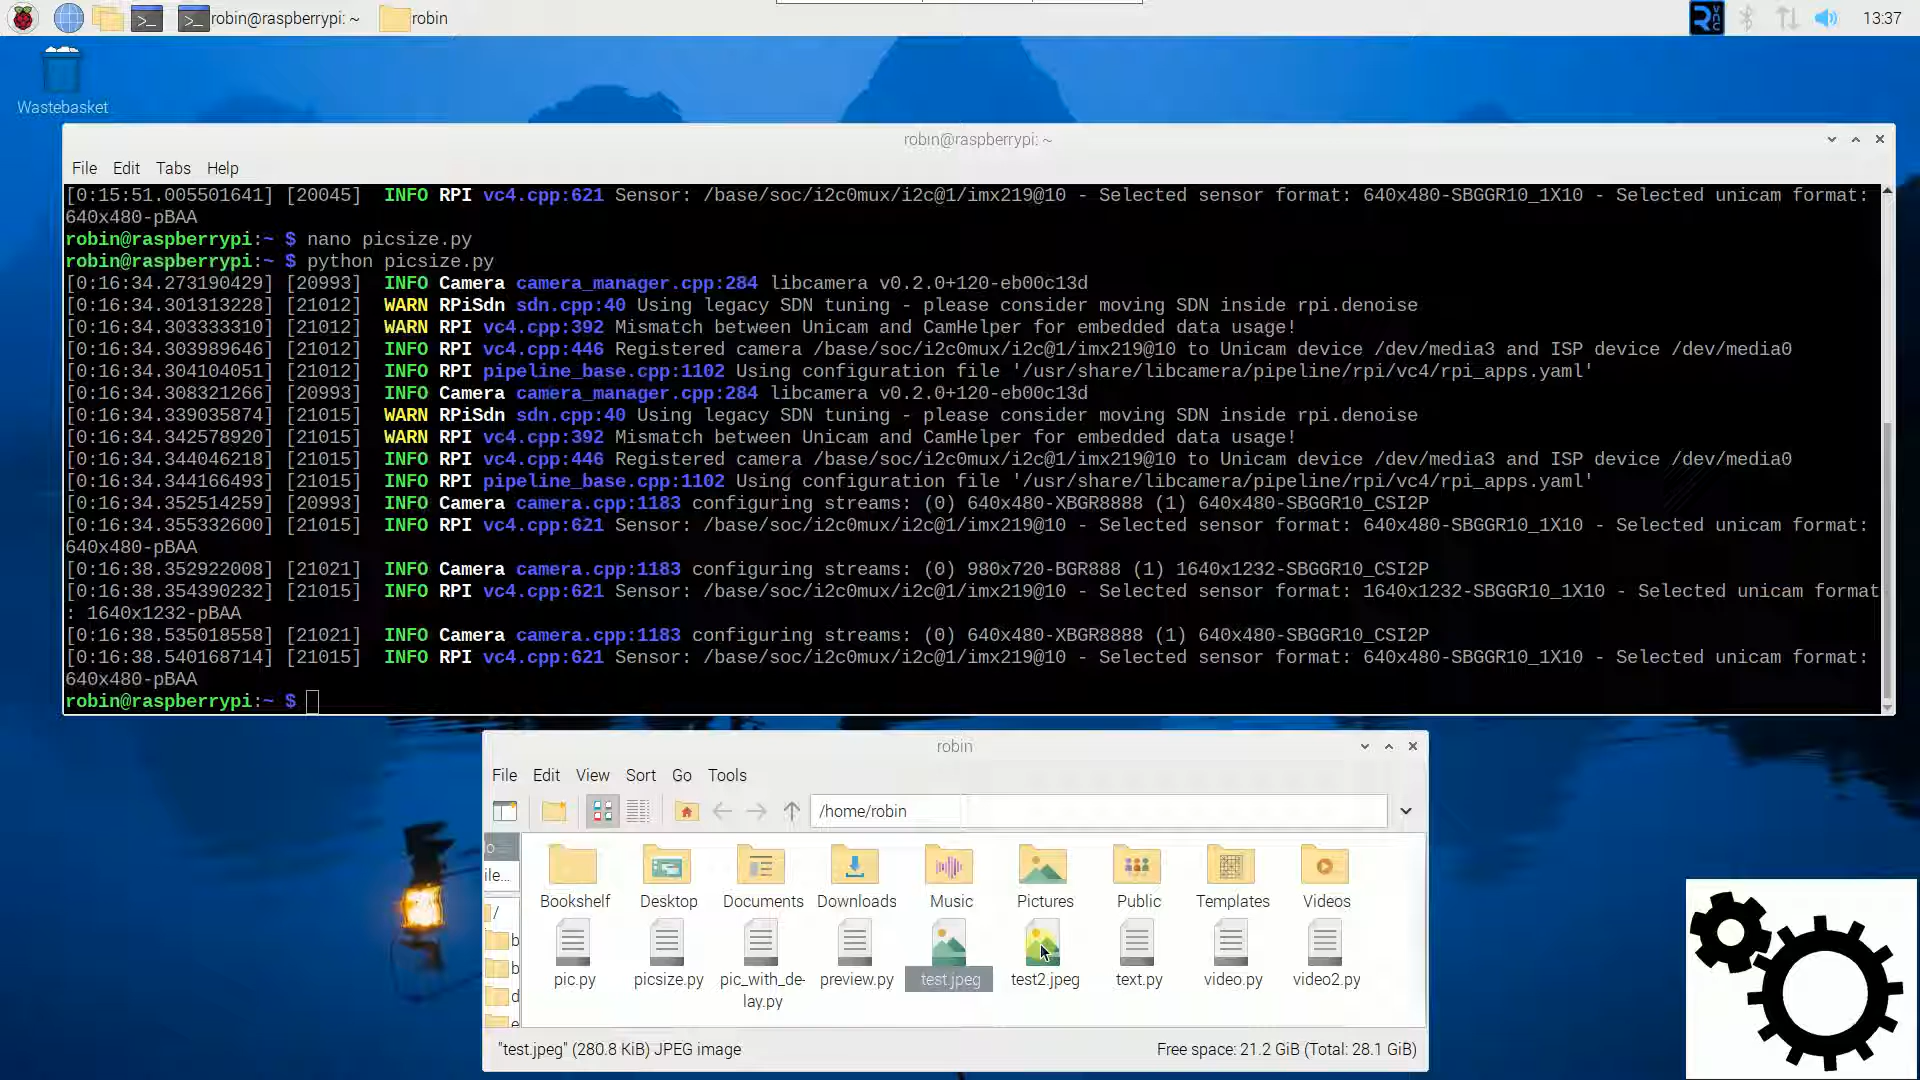 robin@raspberrypi: ~
robin
13:37
Wastebasket
robin@raspberrypi: ~
File Edit Tabs Help
[0:15:51.005501641] [20045]  INFO RPI vc4.cpp:621 Sensor: /base/soc/i2c0mux/i2c@1/imx219@10 - Selected sensor format: 640x480-SBGGR10_1X10 - Selected unicam format:
640x480-pBAA
robin@raspberrypi:~ $ nano picsize.py
robin@raspberrypi:~ $ python picsize.py
[0:16:34.273190429] [20993]  INFO Camera camera_manager.cpp:284 libcamera v0.2.0+120-eb00c13d
[0:16:34.301313228] [21012]  WARN RPiSdn sdn.cpp:40 Using legacy SDN tuning - please consider moving SDN inside rpi.denoise
[0:16:34.303333310] [21012]  WARN RPI vc4.cpp:392 Mismatch between Unicam and CamHelper for embedded data usage!
[0:16:34.303989646] [21012]  INFO RPI vc4.cpp:446 Registered camera /base/soc/i2c0mux/i2c@1/imx219@10 to Unicam device /dev/media3 and ISP device /dev/media0
[0:16:34.304104051] [21012]  INFO RPI pipeline_base.cpp:1102 Using configuration file '/usr/share/libcamera/pipeline/rpi/vc4/rpi_apps.yaml'
[0:16:34.308321266] [20993]  INFO Camera camera_manager.cpp:284 libcamera v0.2.0+120-eb00c13d
[0:16:34.339035874] [21015]  WARN RPiSdn sdn.cpp:40 Using legacy SDN tuning - please consider moving SDN inside rpi.denoise
[0:16:34.342578920] [21015]  WARN RPI vc4.cpp:392 Mismatch between Unicam and CamHelper for embedded data usage!
[0:16:34.344046218] [21015]  INFO RPI vc4.cpp:446 Registered camera /base/soc/i2c0mux/i2c@1/imx219@10 to Unicam device /dev/media3 and ISP device /dev/media0
[0:16:34.344166493] [21015]  INFO RPI pipeline_base.cpp:1102 Using configuration file '/usr/share/libcamera/pipeline/rpi/vc4/rpi_apps.yaml'
[0:16:34.352514259] [20993]  INFO Camera camera.cpp:1183 configuring streams: (0) 640x480-XBGR8888 (1) 640x480-SBGGR10_CSI2P
[0:16:34.355332600] [21015]  INFO RPI vc4.cpp:621 Sensor: /base/soc/i2c0mux/i2c@1/imx219@10 - Selected sensor format: 640x480-SBGGR10_1X10 - Selected unicam format:
640x480-pBAA
[0:16:38.352922008] [21021]  INFO Camera camera.cpp:1183 configuring streams: (0) 980x720-BGR888 (1) 1640x1232-SBGGR10_CSI2P
[0:16:38.354390232] [21015]  INFO RPI vc4.cpp:621 Sensor: /base/soc/i2c0mux/i2c@1/imx219@10 - Selected sensor format: 1640x1232-SBGGR10_1X10 - Selected unicam format
: 1640x1232-pBAA
[0:16:38.535018558] [21021]  INFO Camera camera.cpp:1183 configuring streams: (0) 640x480-XBGR8888 (1) 640x480-SBGGR10_CSI2P
[0:16:38.540168714] [21015]  INFO RPI vc4.cpp:621 Sensor: /base/soc/i2c0mux/i2c@1/imx219@10 - Selected sensor format: 640x480-SBGGR10_1X10 - Selected unicam format:
640x480-pBAA
robin@raspberrypi:~ $
robin
File Edit View Sort Go Tools
/home/robin
Bookshelf Desktop Documents Downloads Music Pictures Public Templates Videos
pic.py picsize.py pic_with_de- preview.py test.jpeg test2.jpeg text.py video.py video2.py
lay.py
"test.jpeg" (280.8 KiB) JPEG image
Free space: 21.2 GiB (Total: 28.1 GiB)